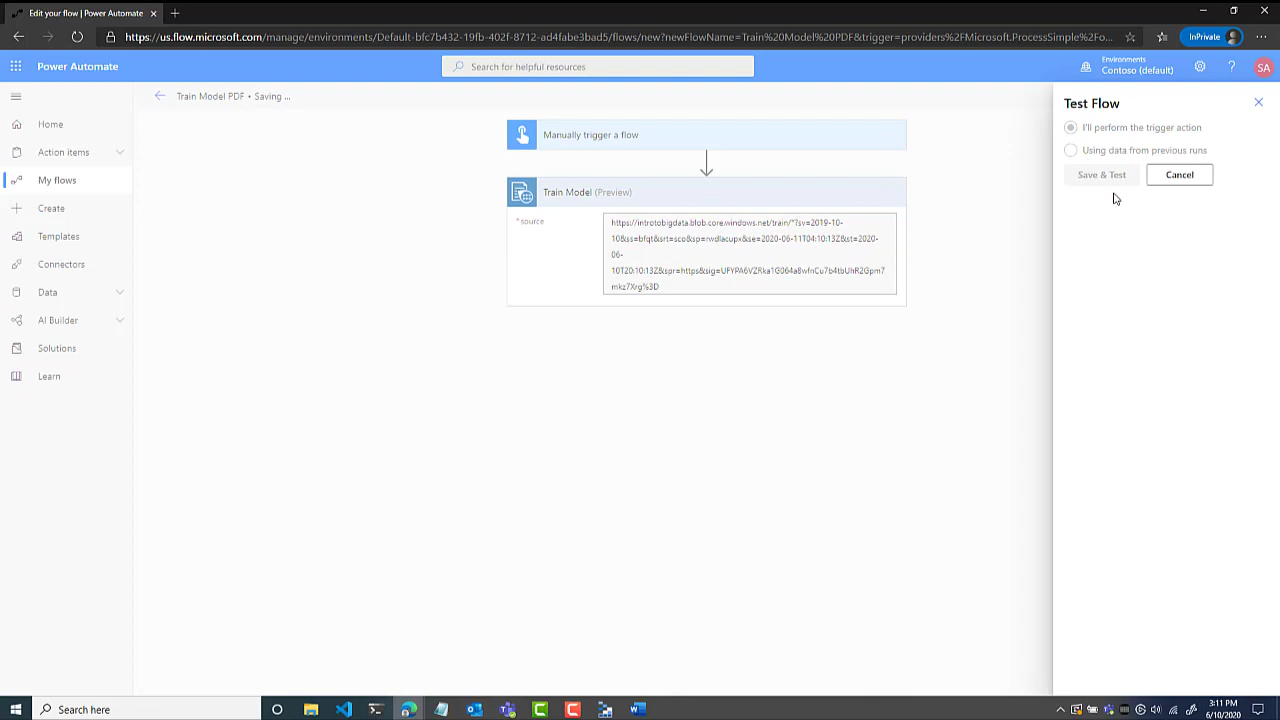 Edit your flow | Power Automate
https://us.flow.microsoft.com/manage/environments/Default-bfc7b432-19fb-402f-8712-ad4fabe3bad5/flows/new?newFlowName=Train%20Model%20PDF&trigger=providers%2FMicrosoft.ProcessSimple%2Fo...
InPrivate
Power Automate
Search for helpful resources
Environments
Contoso (default)
SA
Train Model PDF • Saving ...
Home
Action items
My flows
Create
Templates
Connectors
Data
AI Builder
Solutions
Learn
Manually trigger a flow
Train Model (Preview)
* source
https://introtobigdata.blob.core.windows.net/train/*?sv=2019-10-
10&ss=bfqt&srt=sco&sp=rwdlacupx&se=2020-06-11T04:10:13Z&st=2020-
06-
10T20:10:13Z&spr=https&sig=UFYPA6VZRka1G064a8wfnCu7b4tbUhR2Gpm7
mkz7Xrg%3D
Test Flow
I'll perform the trigger action
Using data from previous runs
Save & Test
Cancel
Search here
3:11 PM
6/10/2020